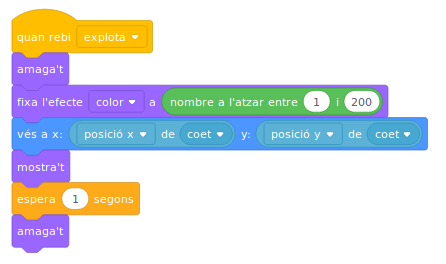 quan rebi explota
amaga't
fixa l'efecte color a nombre a l'atzar entre 1 i 200
vés a x: posició x de coet y: posició y de coet
mostra't
espera 1 segons
amaga't